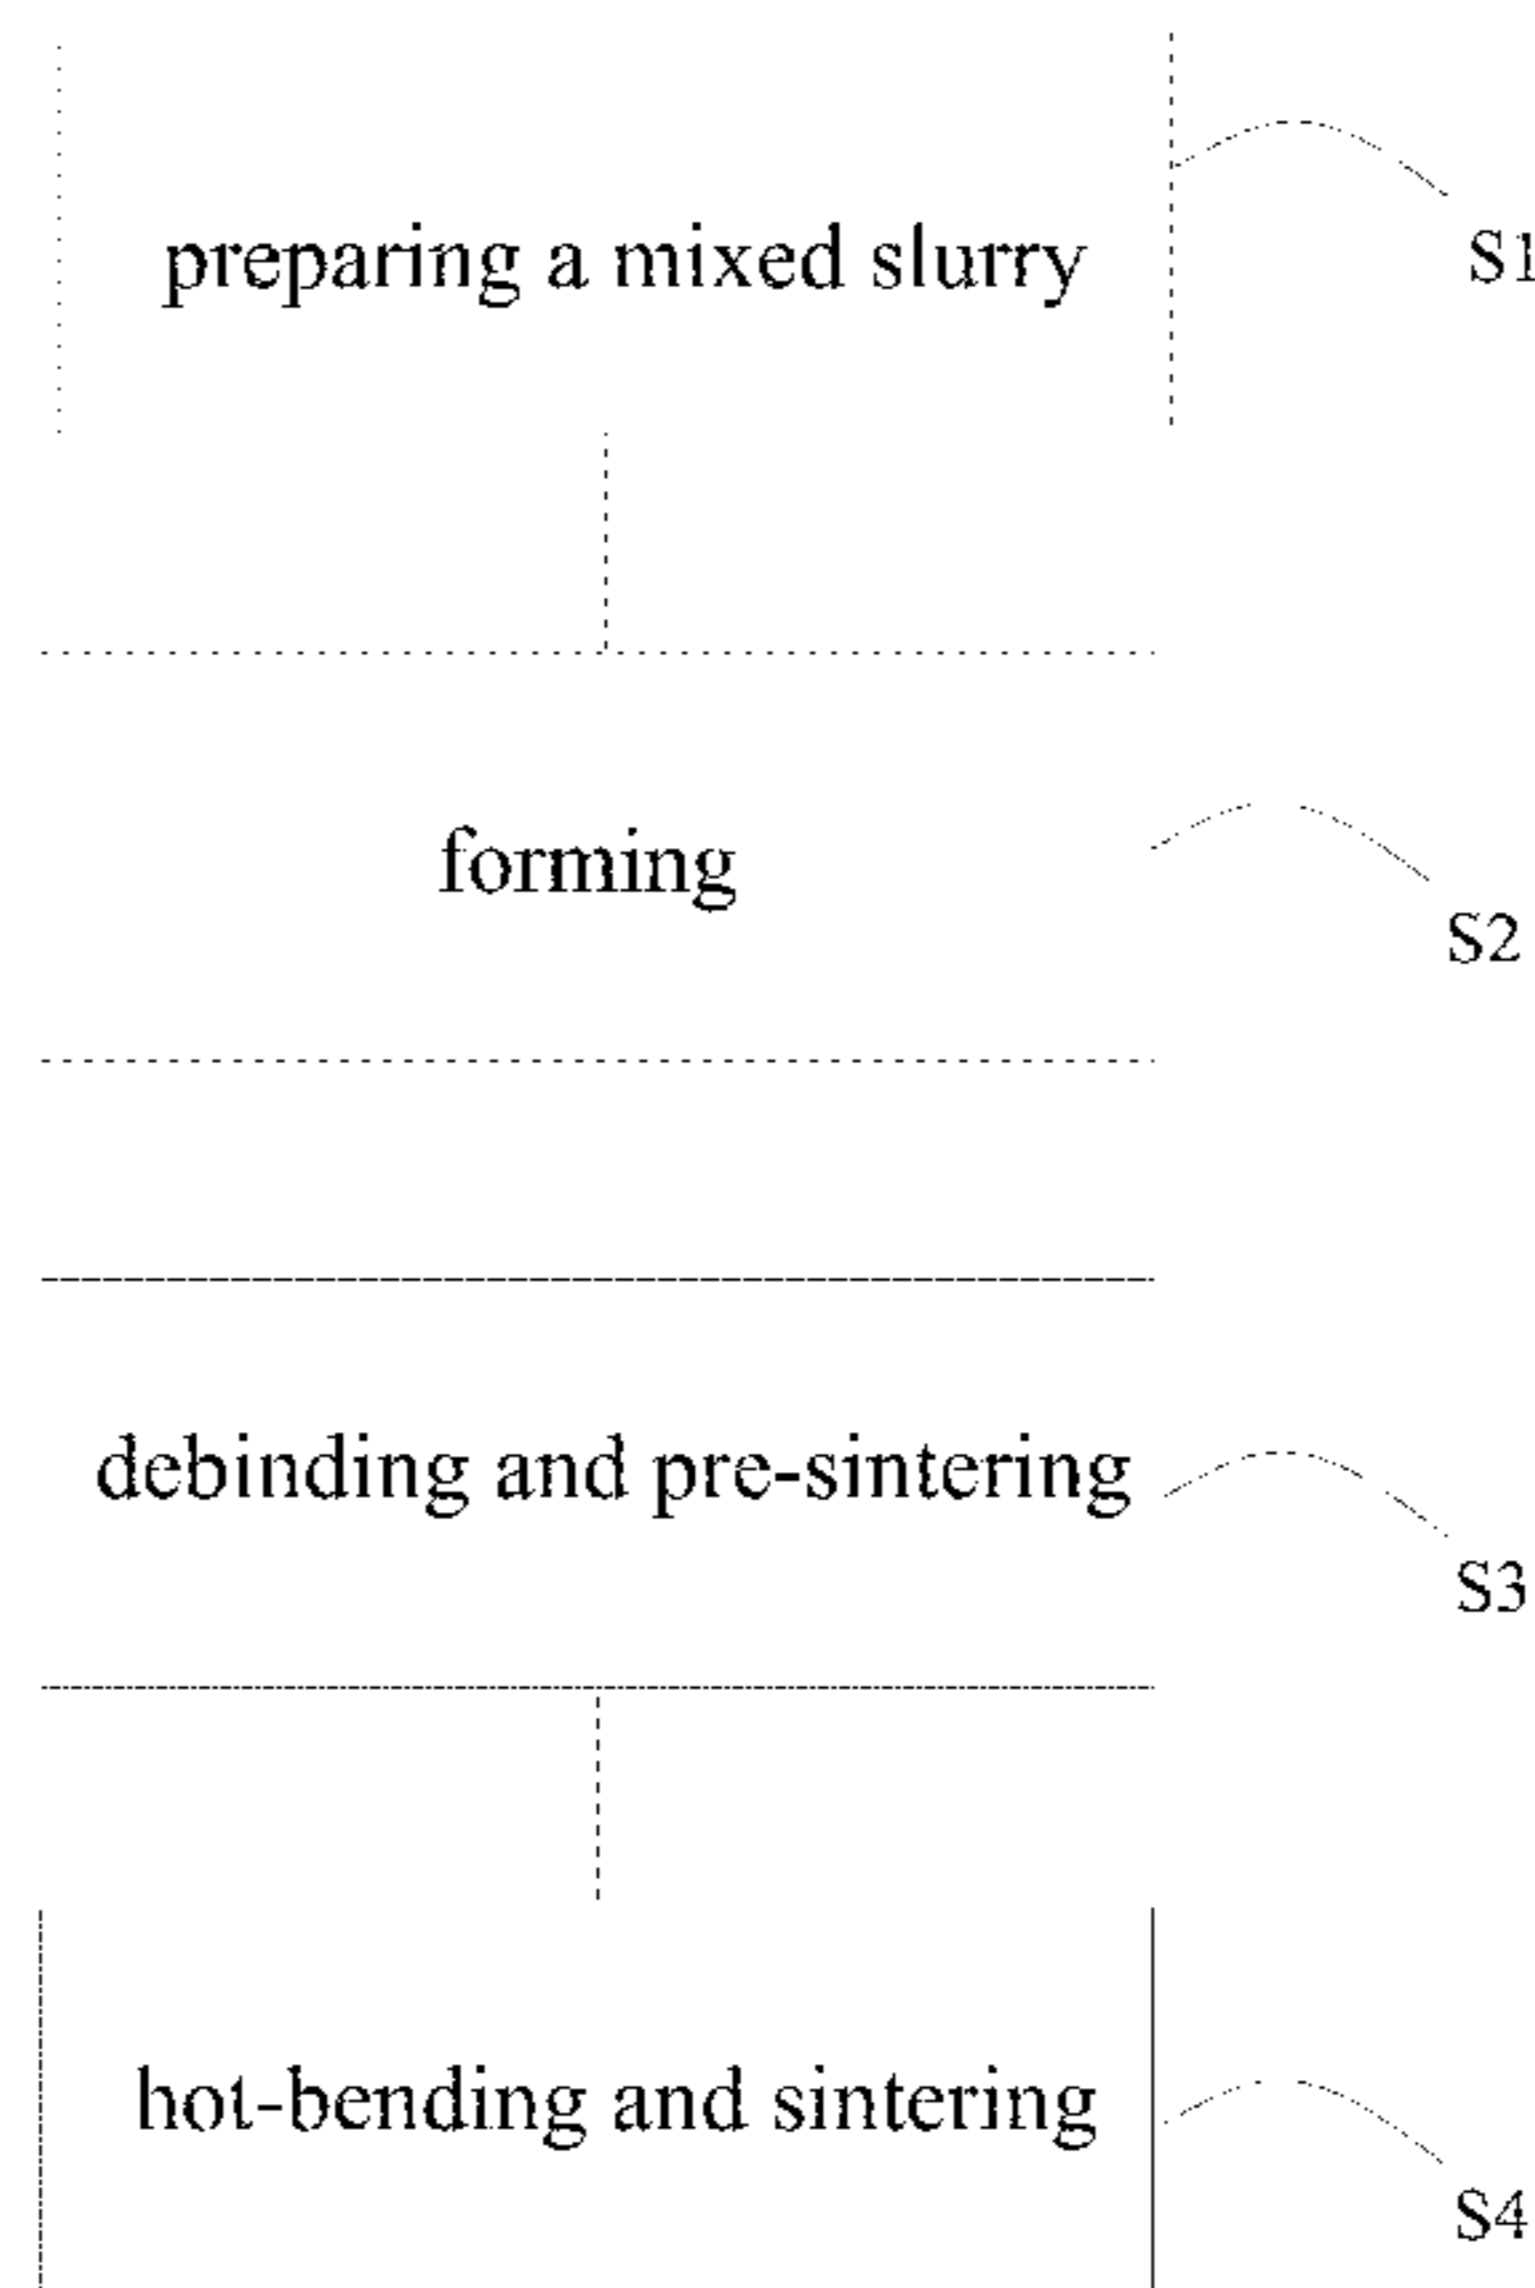 preparing a mixed slurry
S1
forming
S2
debinding and pre-sintering
S3
hot-bending and sintering
S4